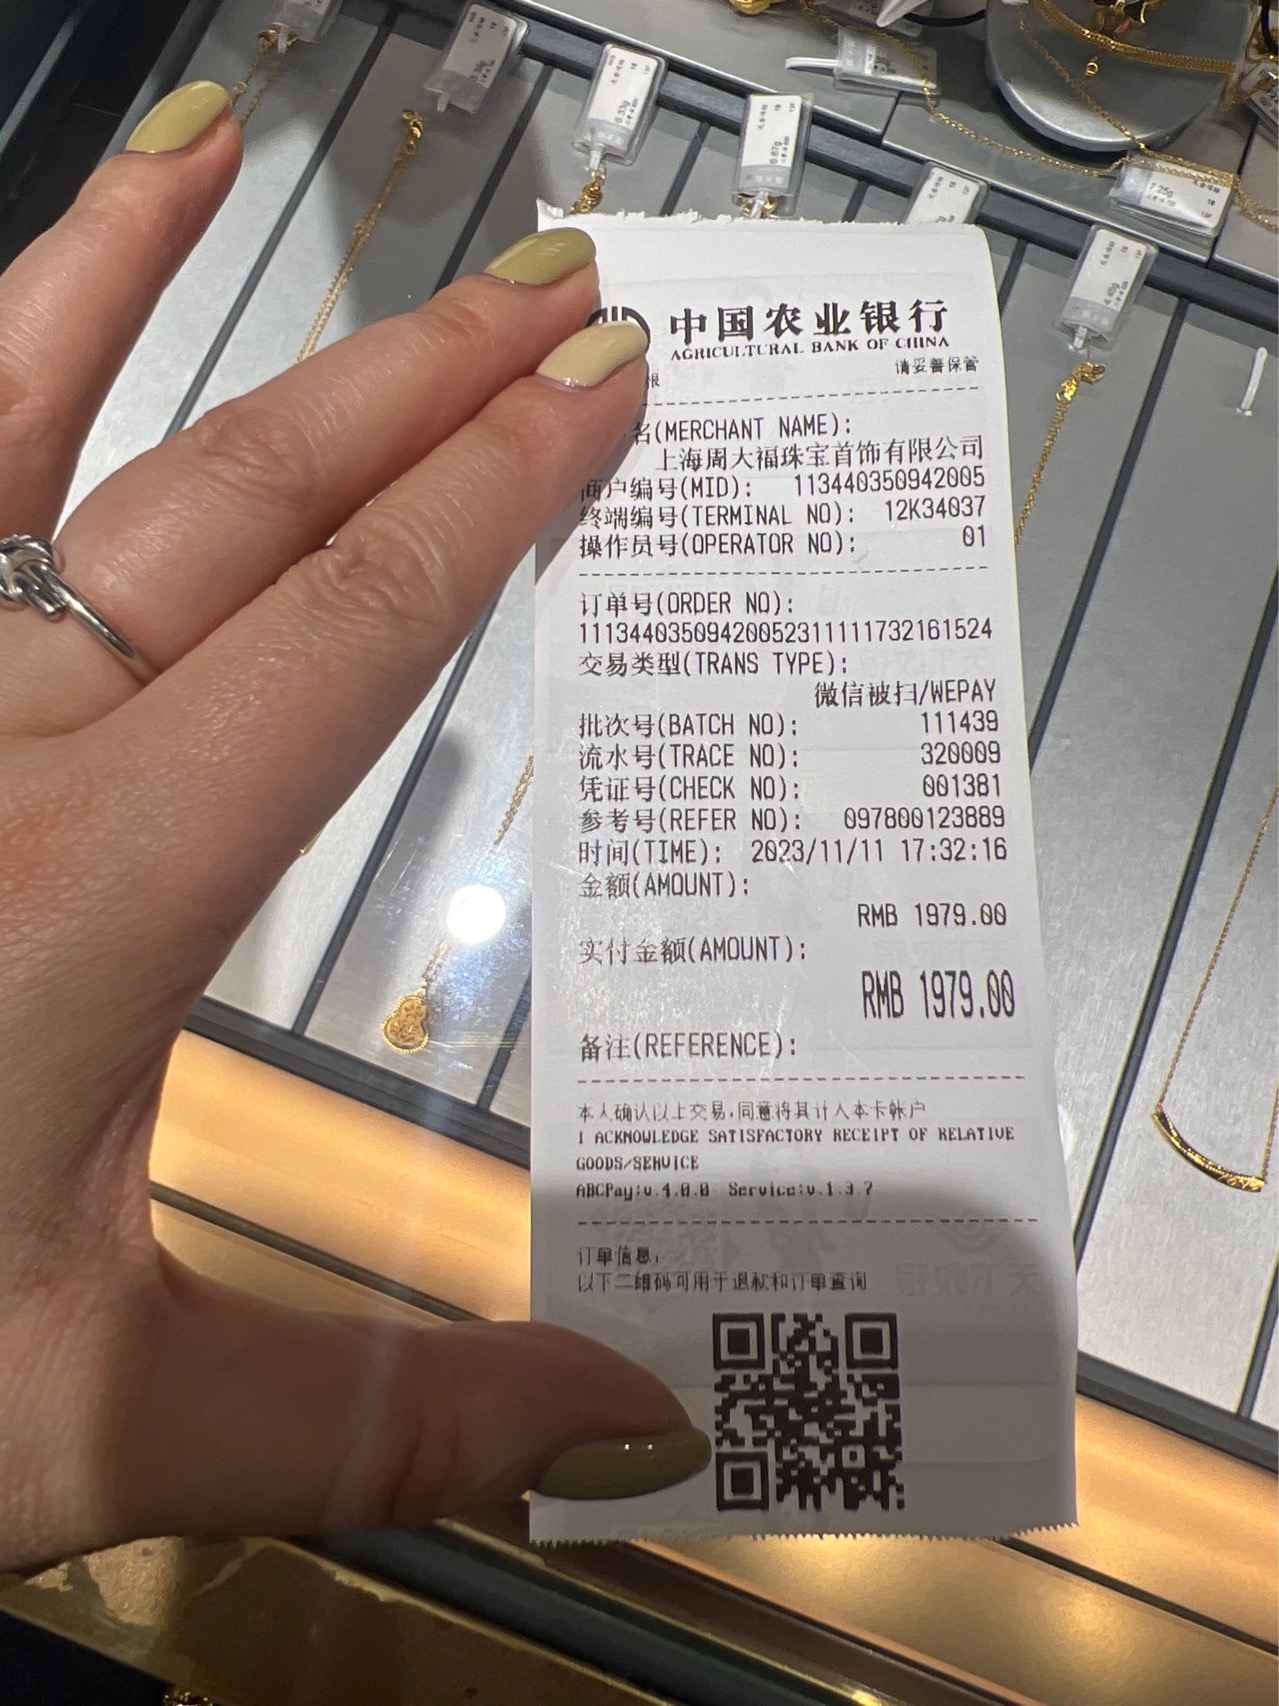 6.33g
6.67g
7.25g
中国农业银行
AGRICULTURAL BANK OF CHINA
根 请妥善保管
名(MERCHANT NAME):
上海周大福珠宝首饰有限公司
商户编号(MID): 113440350942005
终端编号(TERMINAL NO): 12K34037
操作员号(OPERATOR NO): 01
订单号(ORDER NO):
11134403509420052311111732161524
交易类型(TRANS TYPE):
微信被扫/WEPAY
批次号(BATCH NO): 111439
流水号(TRACE NO): 320009
凭证号(CHECK NO): 001381
参考号(REFER NO): 097800123889
时间(TIME): 2023/11/11 17:32:16
金额(AMOUNT):
RMB 1979.00
实付金额(AMOUNT):
RMB 1979.00
备注(REFERENCE):
本人确认以上交易,同意将其计入本卡帐户
I ACKNOWLEDGE SATISFACTORY RECEIPT OF RELATIVE
GOODS/SERVICE
ABCPay:v.4.0.0 Service:v.1.3.7
订单信息:
以下二维码可用于退款和订单查询